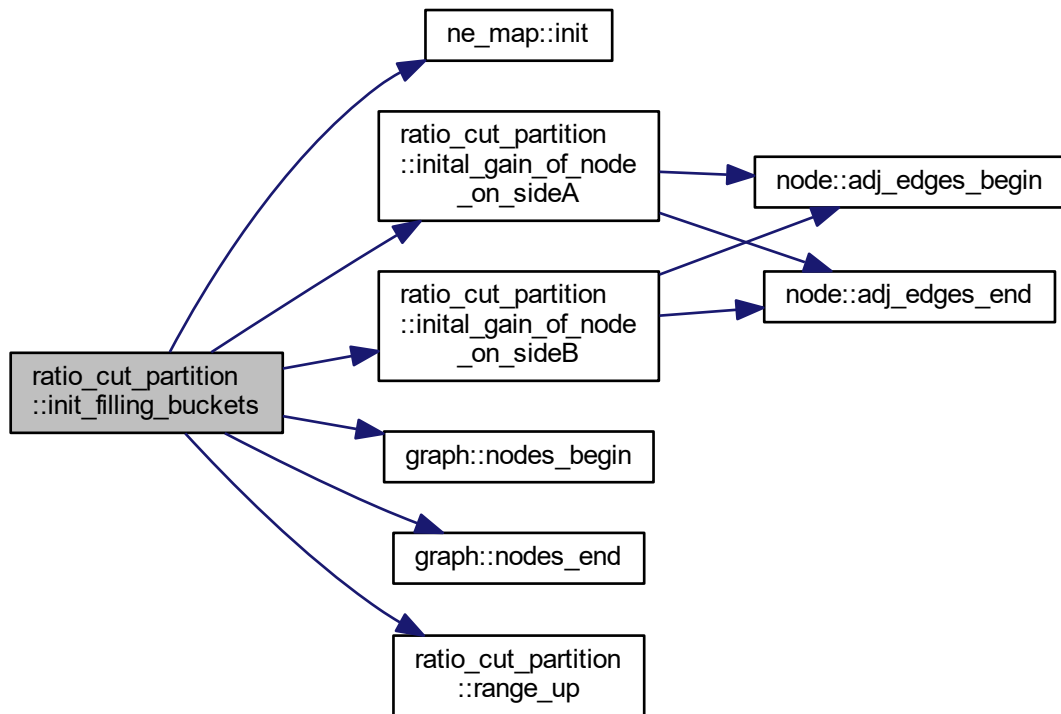 ne_map::init
ratio_cut_partition
::inital_gain_of_node
_on_sideA
node::adj_edges_begin
ratio_cut_partition
::inital_gain_of_node
_on_sideB
node::adj_edges_end
ratio_cut_partition
::init_filling_buckets
graph::nodes_begin
graph::nodes_end
ratio_cut_partition
::range_up